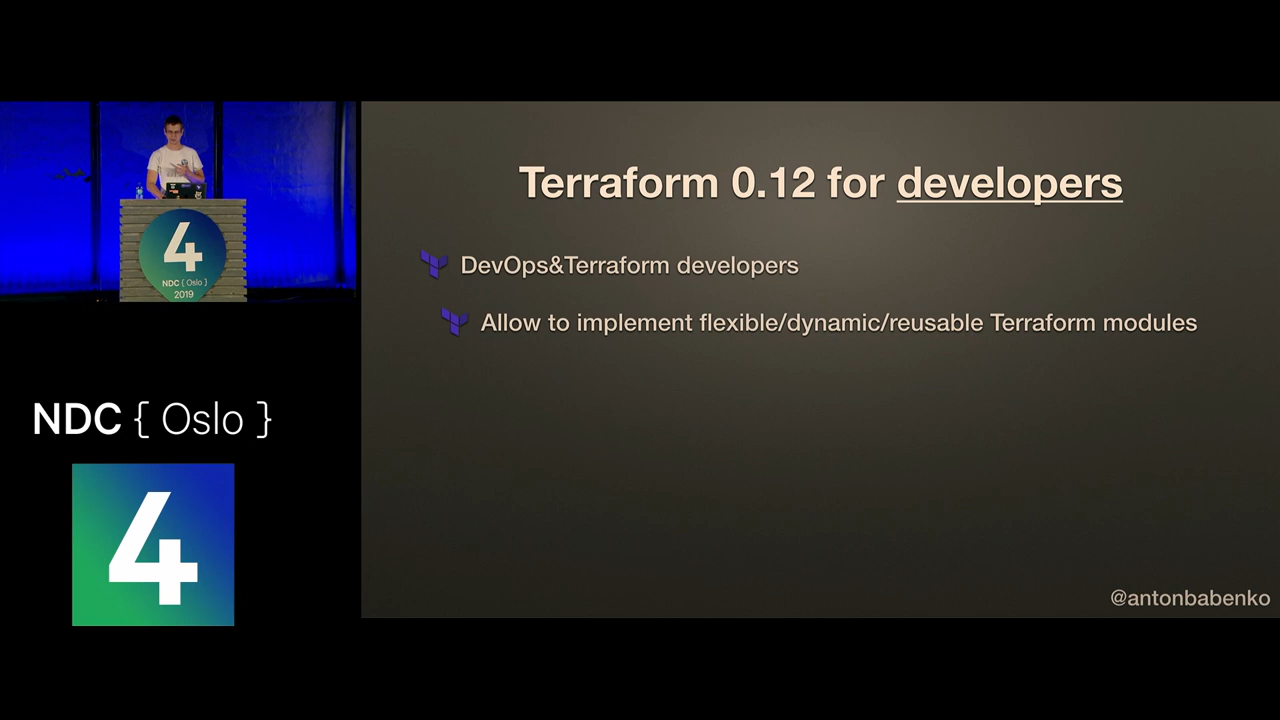 Terraform 0.12 for developers
DevOps&Terraform developers
Allow to implement flexible/dynamic/reusable Terraform modules
@antonbabenko
4
NDC { Oslo }
2019
NDC { Oslo }
4